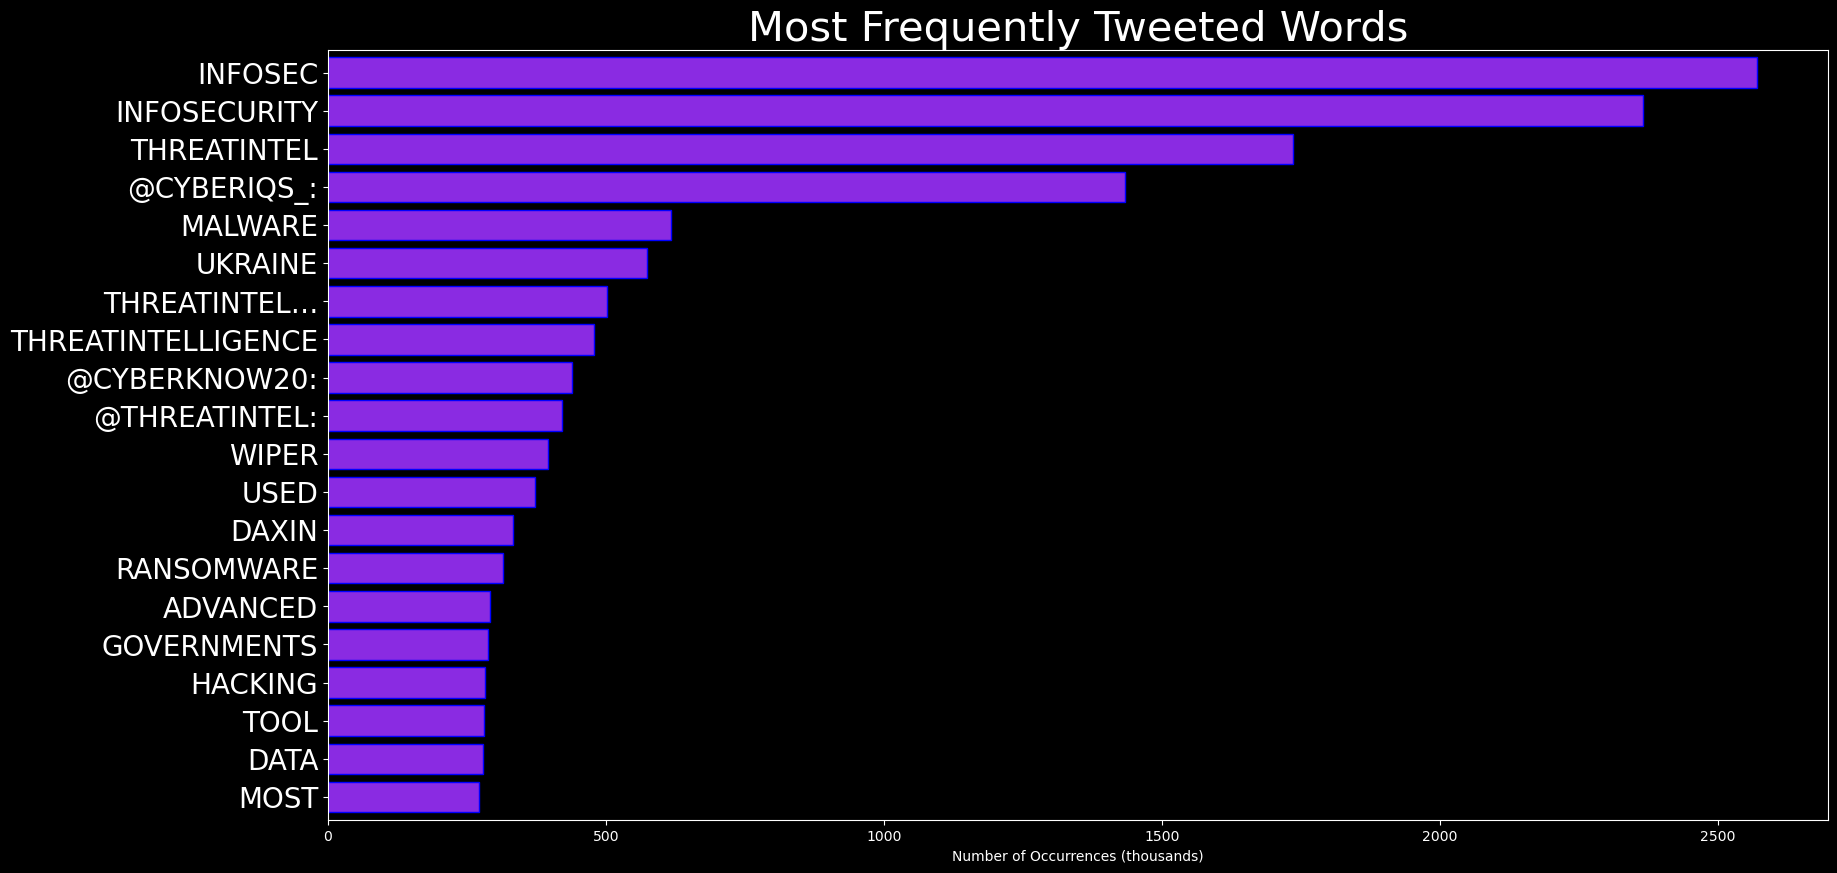 Most Frequently Tweeted Words
INFOSEC
INFOSECURITY
THREATINTEL
@CYBERIQS_:
MALWARE
UKRAINE
THREATINTEL…
THREATINTELLIGENCE
@CYBERKNOW20:
@THREATINTEL:
WIPER
USED
DAXIN
RANSOMWARE
ADVANCED
GOVERNMENTS
HACKING
TOOL
DATA
MOST
0 500 1000 1500 2000 2500
Number of Occurrences (thousands)